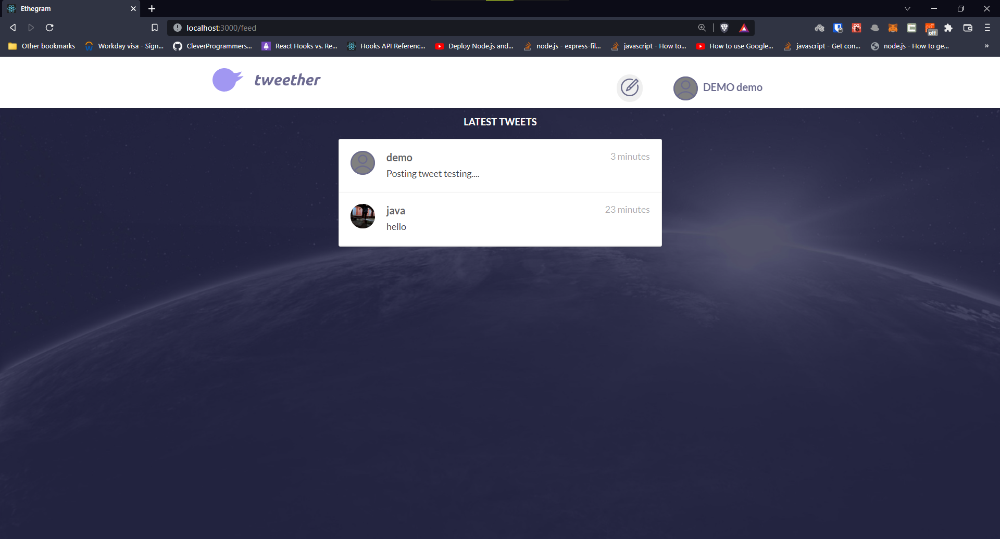 Ethegram
localhost:3000/feed
off
Other bookmarks
Workday visa - Sign...
CleverProgrammers...
React Hooks vs. Re...
Hooks API Referenc...
Deploy Node.js and...
node.js - express-fil...
javascript - How to...
How to use Google...
javascript - Get con...
node.js - How to ge...
»
tweether
DEMO demo
LATEST TWEETS
demo
3 minutes
Posting tweet testing....
java
23 minutes
hello